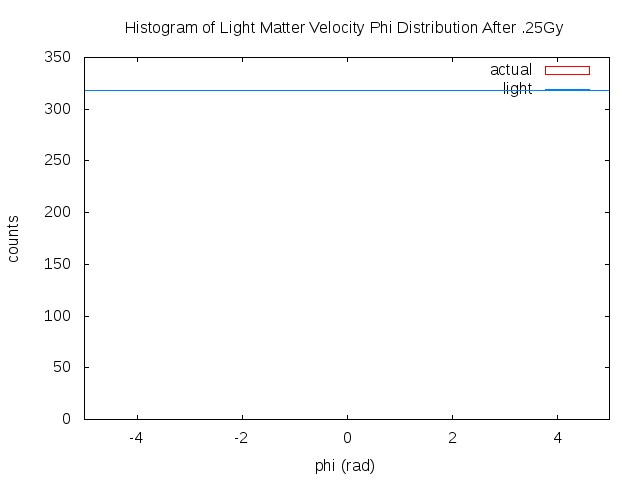 Histogram of Light Matter Velocity Phi Distribution After .25Gy
350
300
250
200
150
100
50
0
counts
actual
light
-4 -2 0 2 4
phi (rad)